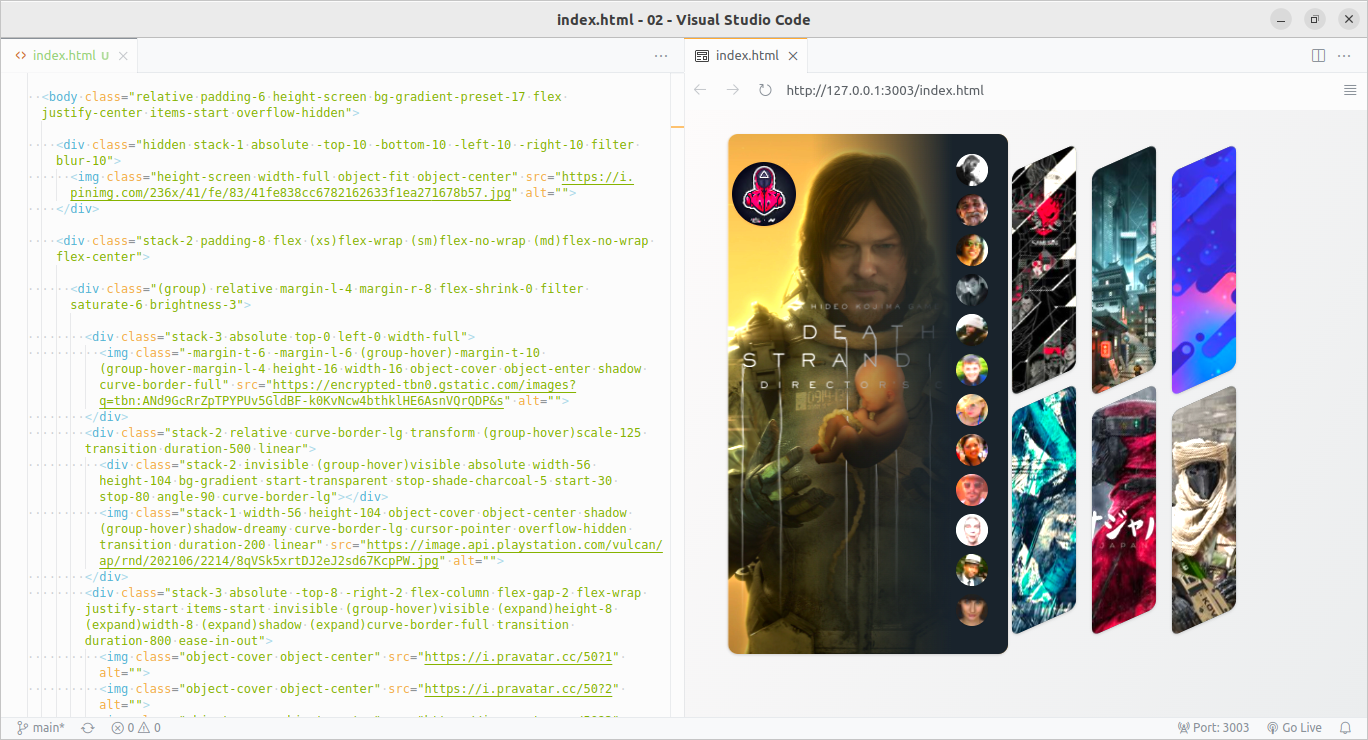 index.html - 02 - Visual Studio Code
index.html U
index.html
http://127.0.0.1:3003/index.html
<body class="relative padding-6 height-screen bg-gradient-preset-17 flex
justify-center items-start overflow-hidden">
<div class="hidden stack-1 absolute -top-10 -bottom-10 -left-10 -right-10 filter
blur-10">
<img class="height-screen width-full object-fit object-center" src="https://i.
pinimg.com/236x/41/fe/83/41fe838cc6782162633f1ea271678b57.jpg" alt="">
</div>
<div class="stack-2 padding-8 flex (xs)flex-wrap (sm)flex-no-wrap (md)flex-no-wrap
flex-center">
<div class="(group) relative margin-l-4 margin-r-8 flex-shrink-0 filter
saturate-6 brightness-3">
<div class="stack-3 absolute top-0 left-0 width-full">
<img class="-margin-t-6 -margin-l-6 (group-hover)-margin-t-10
(group-hover-margin-l-4 height-16 width-16 object-cover object-enter shadow
curve-border-full" src="https://encrypted-tbn0.gstatic.com/images?
q=tbn:ANd9GcRrZpTPYPUv5GldBF-k0KvNcw4bthklHE6AsnVQrQDP&s" alt="">
</div>
<div class="stack-2 relative curve-border-lg transform (group-hover)scale-125
transition duration-500 linear">
<div class="stack-2 invisible (group-hover)visible absolute width-56
height-104 bg-gradient start-transparent stop-shade-charcoal-5 start-30
stop-80 angle-90 curve-border-lg"></div>
<img class="stack-1 width-56 height-104 object-cover object-center shadow
(group-hover)shadow-dreamy curve-border-lg cursor-pointer overflow-hidden
transition duration-200 linear" src="https://image.api.playstation.com/vulcan/
ap/rnd/202106/2214/8qVSk5xrtDJ2eJ2sd67KcpPW.jpg" alt="">
</div>
<div class="stack-3 absolute -top-8 -right-2 flex-column flex-gap-2 flex-wrap
justify-start items-start invisible (group-hover)visible (expand)height-8
(expand)width-8 (expand)shadow (expand)curve-border-full transition
duration-800 ease-in-out">
<img class="object-cover object-center" src="https://i.pravatar.cc/50?1"
alt="">
<img class="object-cover object-center" src="https://i.pravatar.cc/50?2"
alt="">
HIDEO KOJIMA
DEATH
STRANDI
DIRECTOR'S
SAMURAI
JAPAN
main*
0
0
Port: 3003
Go Live